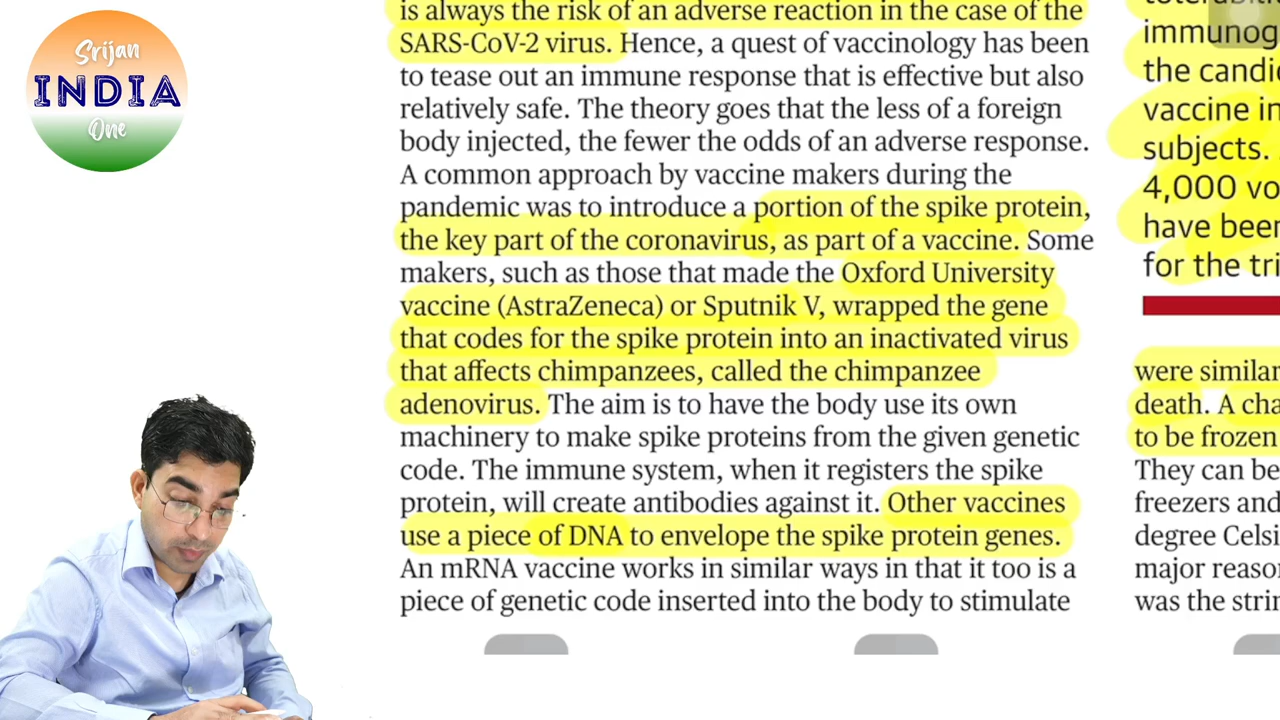 Srijan
INDIA
One
is always the risk of an adverse reaction in the case of the
SARS-CoV-2 virus. Hence, a quest of vaccinology has been
to tease out an immune response that is effective but also
relatively safe. The theory goes that the less of a foreign
body injected, the fewer the odds of an adverse response.
A common approach by vaccine makers during the
pandemic was to introduce a portion of the spike protein,
the key part of the coronavirus, as part of a vaccine. Some
makers, such as those that made the Oxford University
vaccine (AstraZeneca) or Sputnik V, wrapped the gene
that codes for the spike protein into an inactivated virus
that affects chimpanzees, called the chimpanzee
adenovirus. The aim is to have the body use its own
machinery to make spike proteins from the given genetic
code. The immune system, when it registers the spike
protein, will create antibodies against it. Other vaccines
use a piece of DNA to envelope the spike protein genes.
An mRNA vaccine works in similar ways in that it too is a
piece of genetic code inserted into the body to stimulate
immunog
the candi
vaccine in
subjects.
4,000 vo
have been
for the tri
were similar
death. A cha
to be frozen
They can be
freezers and
degree Celsi
major reaso
was the strin